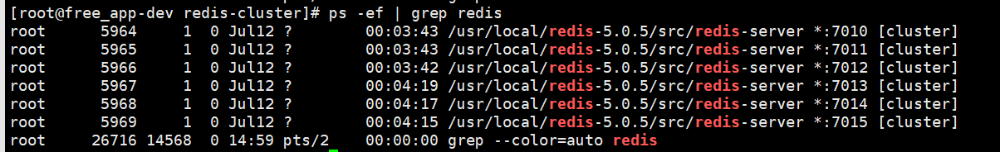 [root@free_app-dev redis-cluster]# ps -ef | grep redis
root      5964     1  0 Jul12 ?        00:03:43 /usr/local/redis-5.0.5/src/redis-server *:7010 [cluster]
root      5965     1  0 Jul12 ?        00:03:43 /usr/local/redis-5.0.5/src/redis-server *:7011 [cluster]
root      5966     1  0 Jul12 ?        00:03:42 /usr/local/redis-5.0.5/src/redis-server *:7012 [cluster]
root      5967     1  0 Jul12 ?        00:04:19 /usr/local/redis-5.0.5/src/redis-server *:7013 [cluster]
root      5968     1  0 Jul12 ?        00:04:17 /usr/local/redis-5.0.5/src/redis-server *:7014 [cluster]
root      5969     1  0 Jul12 ?        00:04:15 /usr/local/redis-5.0.5/src/redis-server *:7015 [cluster]
root     26716 14568  0 14:59 pts/2    00:00:00 grep --color=auto redis